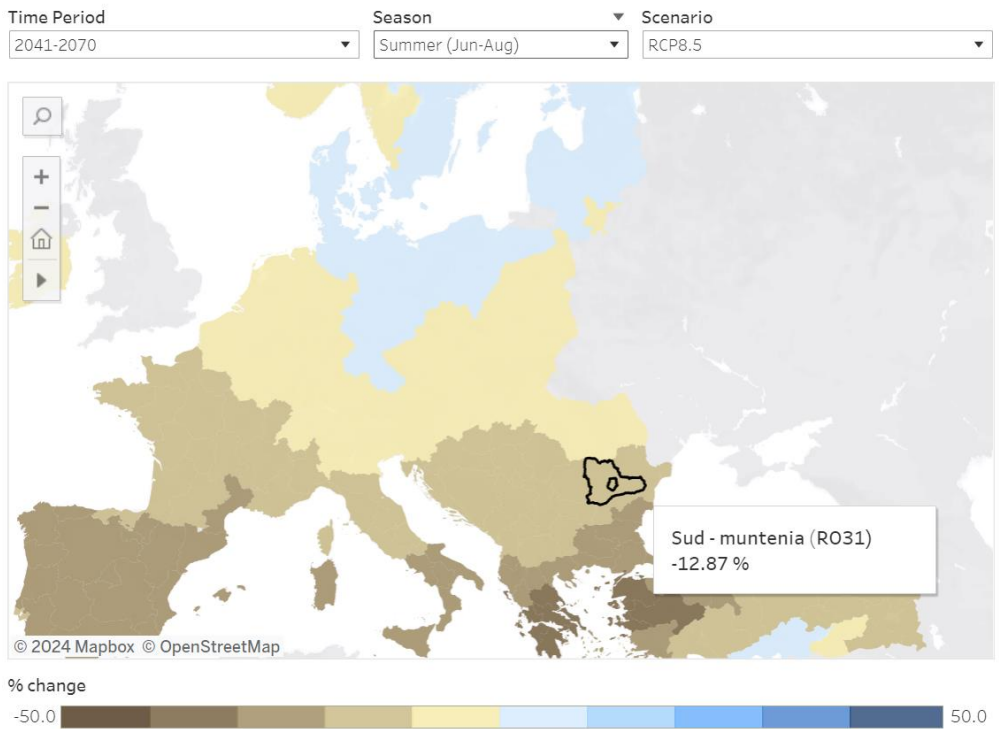 Time Period
Season
Scenario
2041-2070
Summer (Jun-Aug)
RCP8.5
Sud - muntenia (RO31)
-12.87 %
© 2024 Mapbox © OpenStreetMap
% change
-50.0
50.0